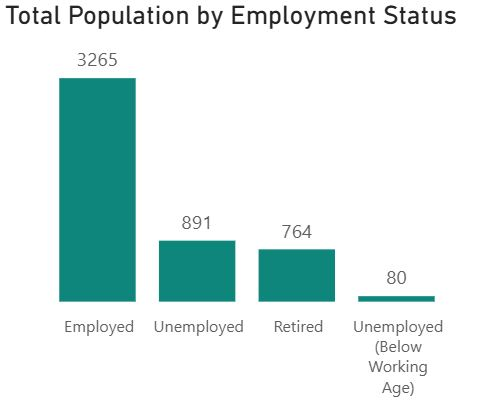 Total Population by Employment Status
3265
891
764
80
Employed
Unemployed
Retired
Unemployed
(Below
Working
Age)